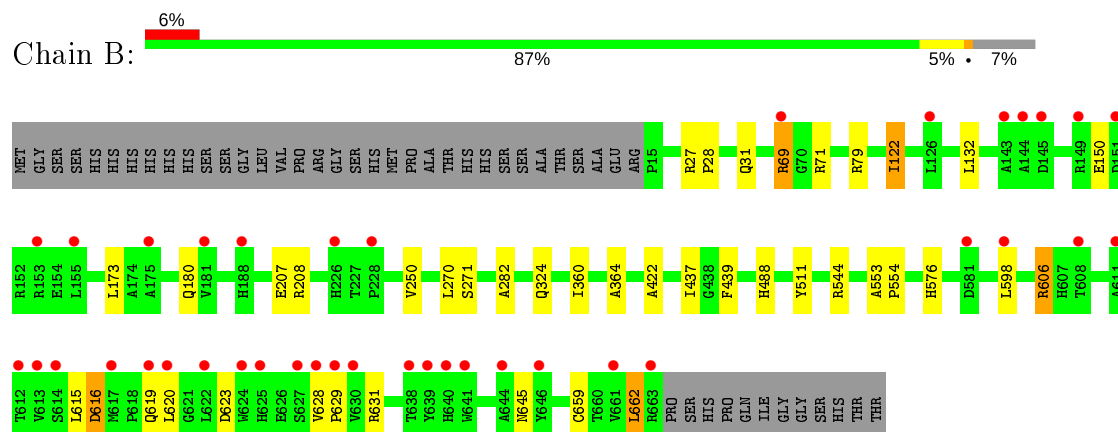 6%
Chain B:
87%
5%
•
7%
MET GLY SER SER HIS HIS HIS HIS HIS HIS SER SER GLY LEU VAL PRO ARG GLY SER HIS MET PRO ALA THR HIS HIS SER SER ALA THR SER ALA GLU ARG P15 R27 P28 Q31 R69 G70 R71 R79 I122 L126 L132 A143 A144 D145 R149 E150 D151
R152 R153 E154 L155 L173 A174 A175 Q180 V181 H188 E207 R208 H226 T227 P228 V250 L270 S271 A282 Q324 I360 A364 A422 I437 G438 F439 H488 Y511 R544 A553 P554 H576 D581 L598 R606 H607 T608 A611
T612 V613 S614 L615 D616 M617 P618 Q619 L620 G621 L622 D623 W624 H625 E626 S627 V628 P629 V630 R631 T638 Y639 H640 W641 A644 N645 Y646 C659 T660 V661 L662 R663 PRO SER HIS PRO GLN ILE GLY GLY SER HIS THR THR